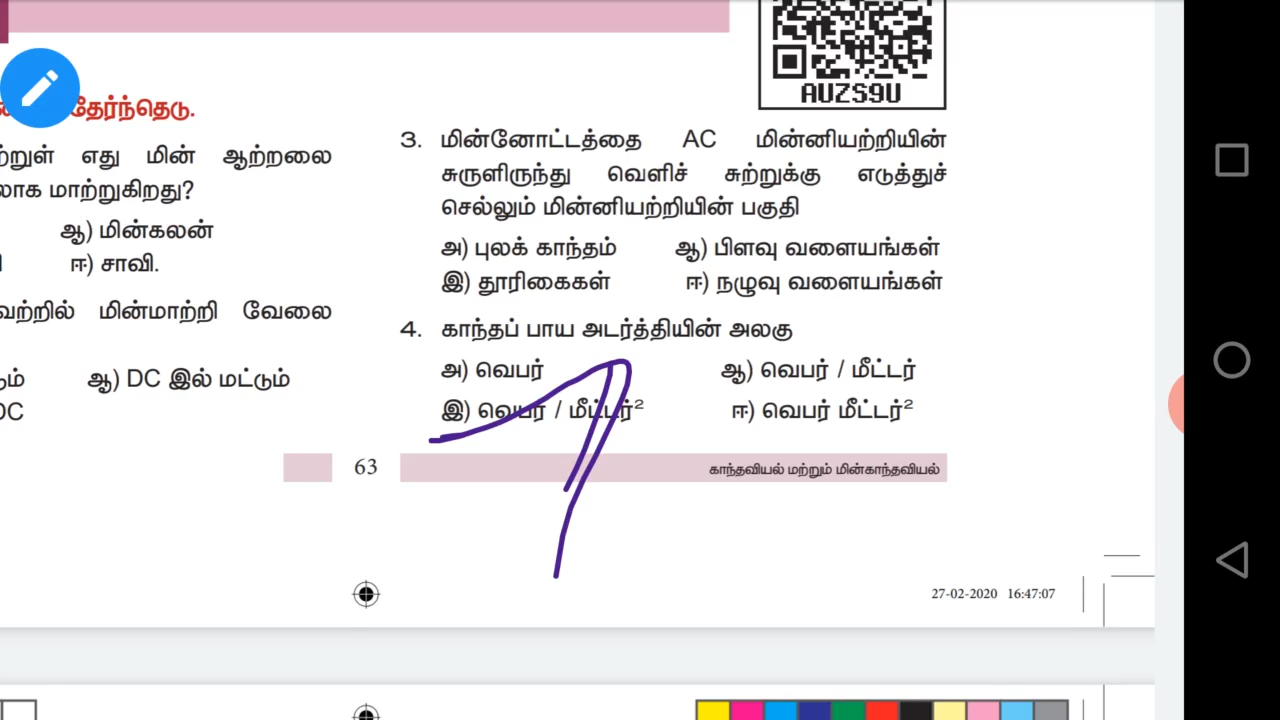 AUZS9U
தேர்ந்தெடு.
றுள் எது மின் ஆற்றலை
லாக மாற்றுகிறது?
ஆ) மின்கலன்
ஈ) சாவி.
வற்றில் மின்மாற்றி வேலை
ஆ) DC இல் மட்டும்
DC
3. மின்னோட்டத்தை AC மின்னியற்றியின்
சுருளிருந்து வெளிச் சுற்றுக்கு எடுத்துச்
செல்லும் மின்னியற்றியின் பகுதி
அ) புலக் காந்தம் ஆ) பிளவு வளையங்கள்
இ) தூரிகைகள் ஈ) நழுவு வளையங்கள்
4. காந்தப் பாய அடர்த்தியின் அலகு
அ) வெபர் ஆ) வெபர் / மீட்டர்
இ) வெபர் / மீட்டர்² ஈ) வெபர் மீட்டர்²
63 காந்தவியல் மற்றும் மின்காந்தவியல்
27-02-2020 16:47:07